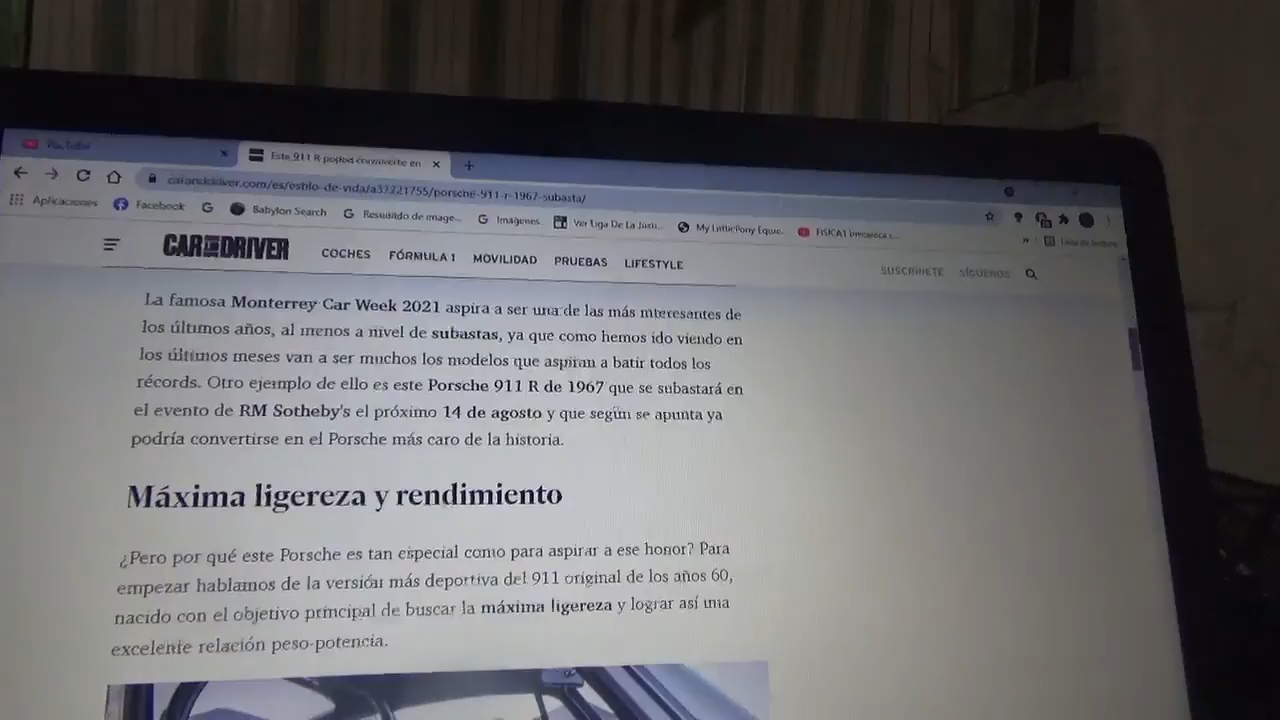 YouTube
Este 911 R podría convertirse en
caranddriver.com/es/estilo-de-vida/a37221755/porsche-911-r-1967-subasta/
Aplicaciones Facebook Babylon Search Resultado de image... Imágenes. Ver Liga De La Justi... My LittlePony Eque.. FISICA1
CAR AND DRIVER COCHES FÓRMULA 1 MOVILIDAD PRUEBAS LIFESTYLE SUSCRÍBETE SÍGUENOS
La famosa Monterrey Car Week 2021 aspira a ser una de las más interesantes de
los últimos años, al menos a nivel de subastas, ya que como hemos ido viendo en
los últimos meses van a ser muchos los modelos que aspiran a batir todos los
récords. Otro ejemplo de ello es este Porsche 911 R de 1967 que se subastará en
el evento de RM Sotheby's el próximo 14 de agosto y que según se apunta ya
podría convertirse en el Porsche más caro de la historia.
Máxima ligereza y rendimiento
¿Pero por qué este Porsche es tan especial como para aspirar a ese honor? Para
empezar hablamos de la versión más deportiva del 911 original de los años 60,
nacido con el objetivo principal de buscar la máxima ligereza y lograr así una
excelente relación peso-potencia.